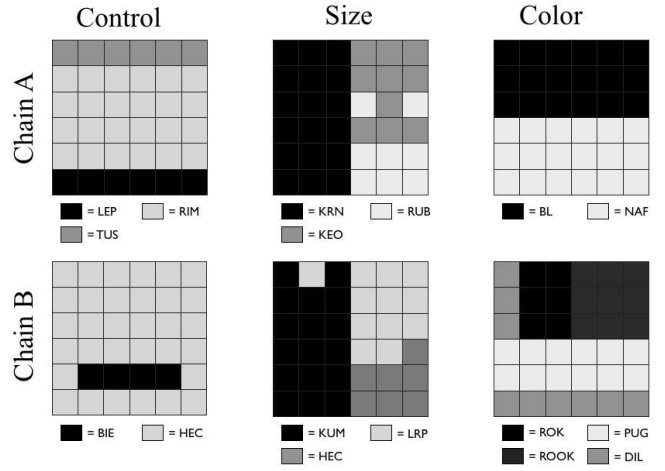 Control Size Color
Chain A
= LEP = RIM
= TUS
= KRN = RUB
= KEO
= BL = NAF
Chain B
= BIE = HEC
= KUM = LRP
= HEC
= ROK = PUG
= ROOK = DIL